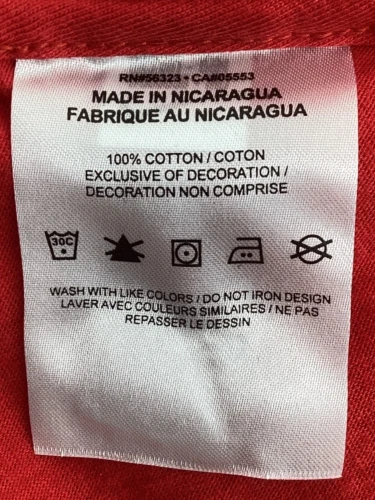 RN#56323 - CA#05553
MADE IN NICARAGUA
FABRIQUE AU NICARAGUA
100% COTTON / COTON
EXCLUSIVE OF DECORATION /
DECORATION NON COMPRISE
30C
WASH WITH LIKE COLORS / DO NOT IRON DESIGN
LAVER AVEC COULEURS SIMILAIRES / NE PAS
REPASSER LE DESSIN